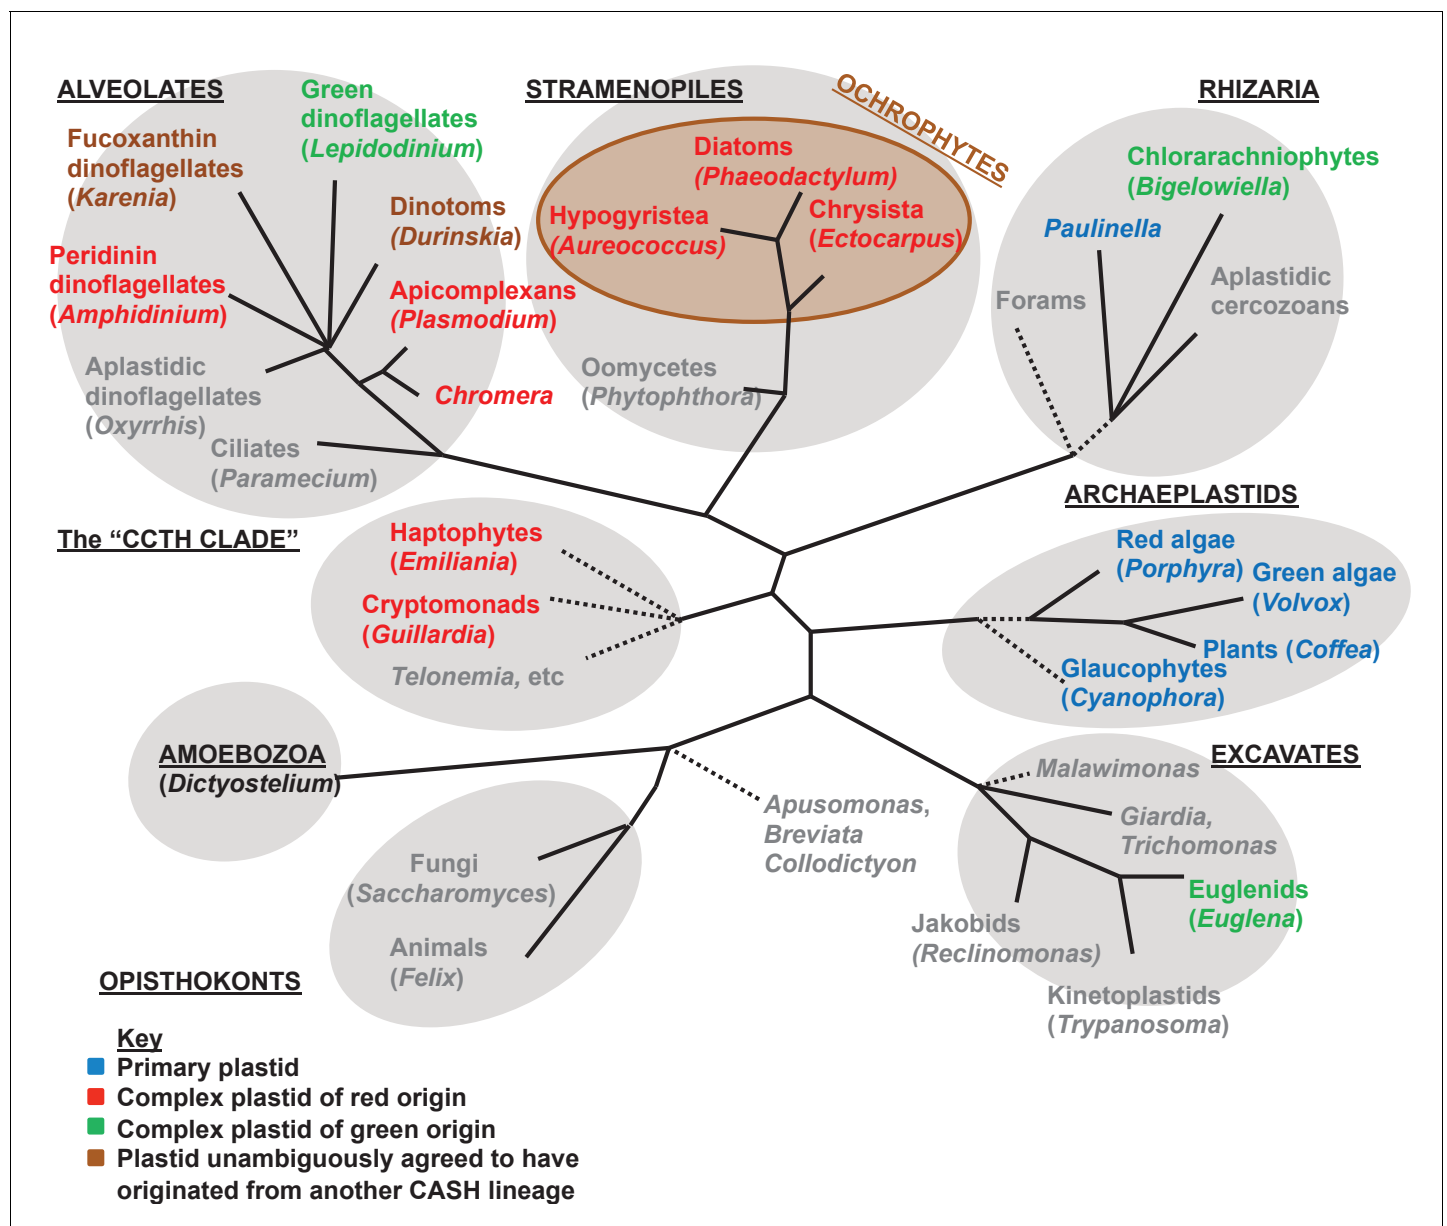 ALVEOLATES
Green
dinoflagellates
(Lepidodinium)
Fucoxanthin
dinoflagellates
(Karenia)
Dinotoms
(Durinskia)
Peridinin
dinoflagellates
(Amphidinium)
Apicomplexans
(Plasmodium)
Aplastidic
dinoflagellates
(Oxyrrhis)
Chromera
Ciliates
(Paramecium)
STRAMENOPILES
OCHROPHYTES
Diatoms
(Phaeodactylum)
Hypogyristea
(Aureococcus)
Chrysista
(Ectocarpus)
Oomycetes
(Phytophthora)
RHIZARIA
Chlorarachniophytes
(Bigelowiella)
Paulinella
Forams
Aplastidic
cercozoans
The “CCTH CLADE”
Haptophytes
(Emiliania)
Cryptomonads
(Guillardia)
Telonemia, etc
ARCHAEPLASTIDS
Red algae
(Porphyra)
Green algae
(Volvox)
Plants (Coffea)
Glaucophytes
(Cyanophora)
AMOEBOZOA
(Dictyostelium)
Apusomonas,
Breviata
Collodictyon
EXCAVATES
Malawimonas
Giardia,
Trichomonas
Euglenids
(Euglena)
Jakobids
(Reclinomonas)
Kinetoplastids
(Trypanosoma)
Fungi
(Saccharomyces)
Animals
(Felix)
OPISTHOKONTS
Key
Primary plastid
Complex plastid of red origin
Complex plastid of green origin
Plastid unambiguously agreed to have
originated from another CASH lineage